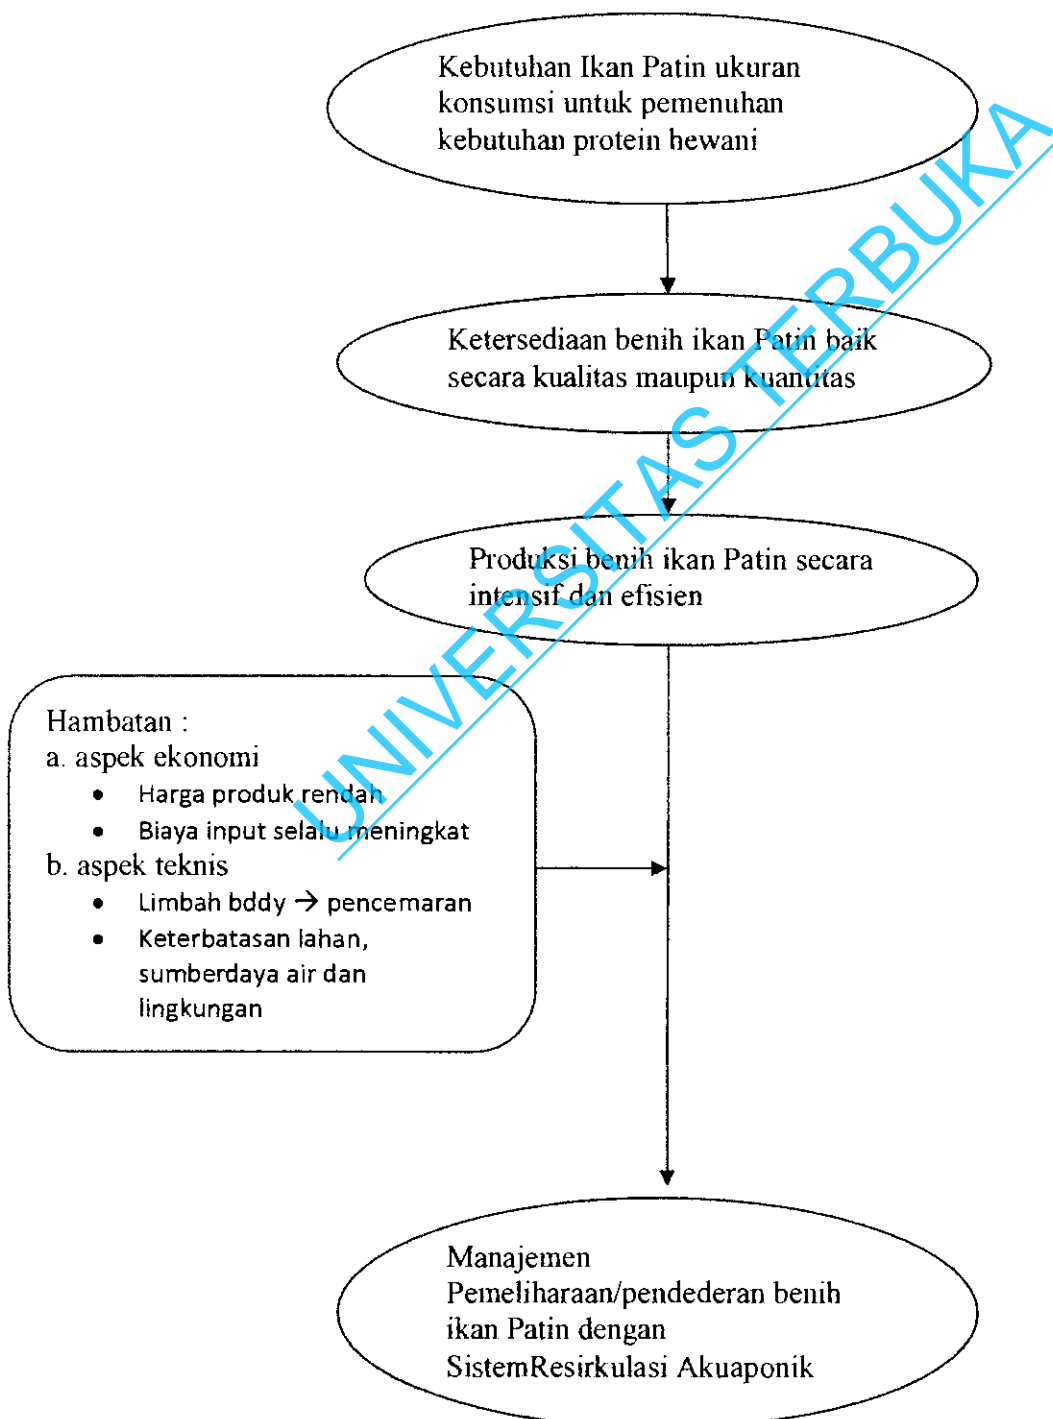 Kebutuhan Ikan Patin ukuran
konsumsi untuk pemenuhan
kebutuhan protein hewani
Ketersediaan benih ikan Patin baik
secara kualitas maupun kuantitas
Produksi benih ikan Patin secara
intensif dan efisien
Hambatan :
a. aspek ekonomi
• Harga produk rendah
• Biaya input selalu meningkat
b. aspek teknis
• Limbah bddy → pencemaran
• Keterbatasan lahan,
sumberdaya air dan
lingkungan
Manajemen
Pemeliharaan/pendederan benih
ikan Patin dengan
SistemResirkulasi Akuaponik
UNIVERSITAS TERBUKA